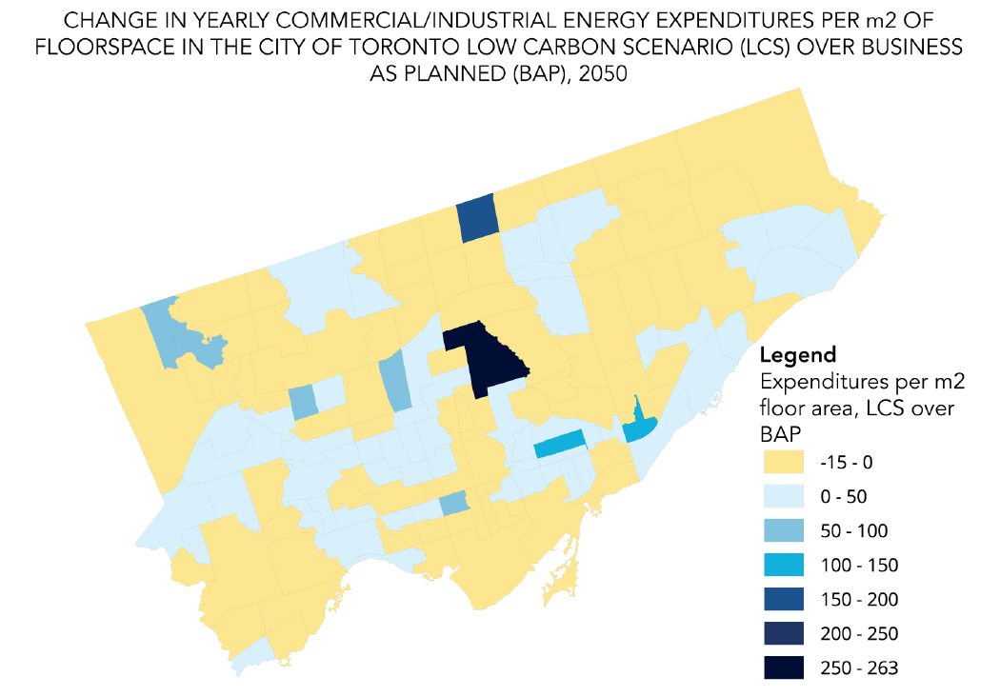 CHANGE IN YEARLY COMMERCIAL/INDUSTRIAL ENERGY EXPENDITURES PER m2 OF
FLOORSPACE IN THE CITY OF TORONTO LOW CARBON SCENARIO (LCS) OVER BUSINESS
AS PLANNED (BAP), 2050
Legend
Expenditures per m2
floor area, LCS over
BAP
-15 - 0
0 - 50
50 - 100
100 - 150
150 - 200
200 - 250
250 - 263